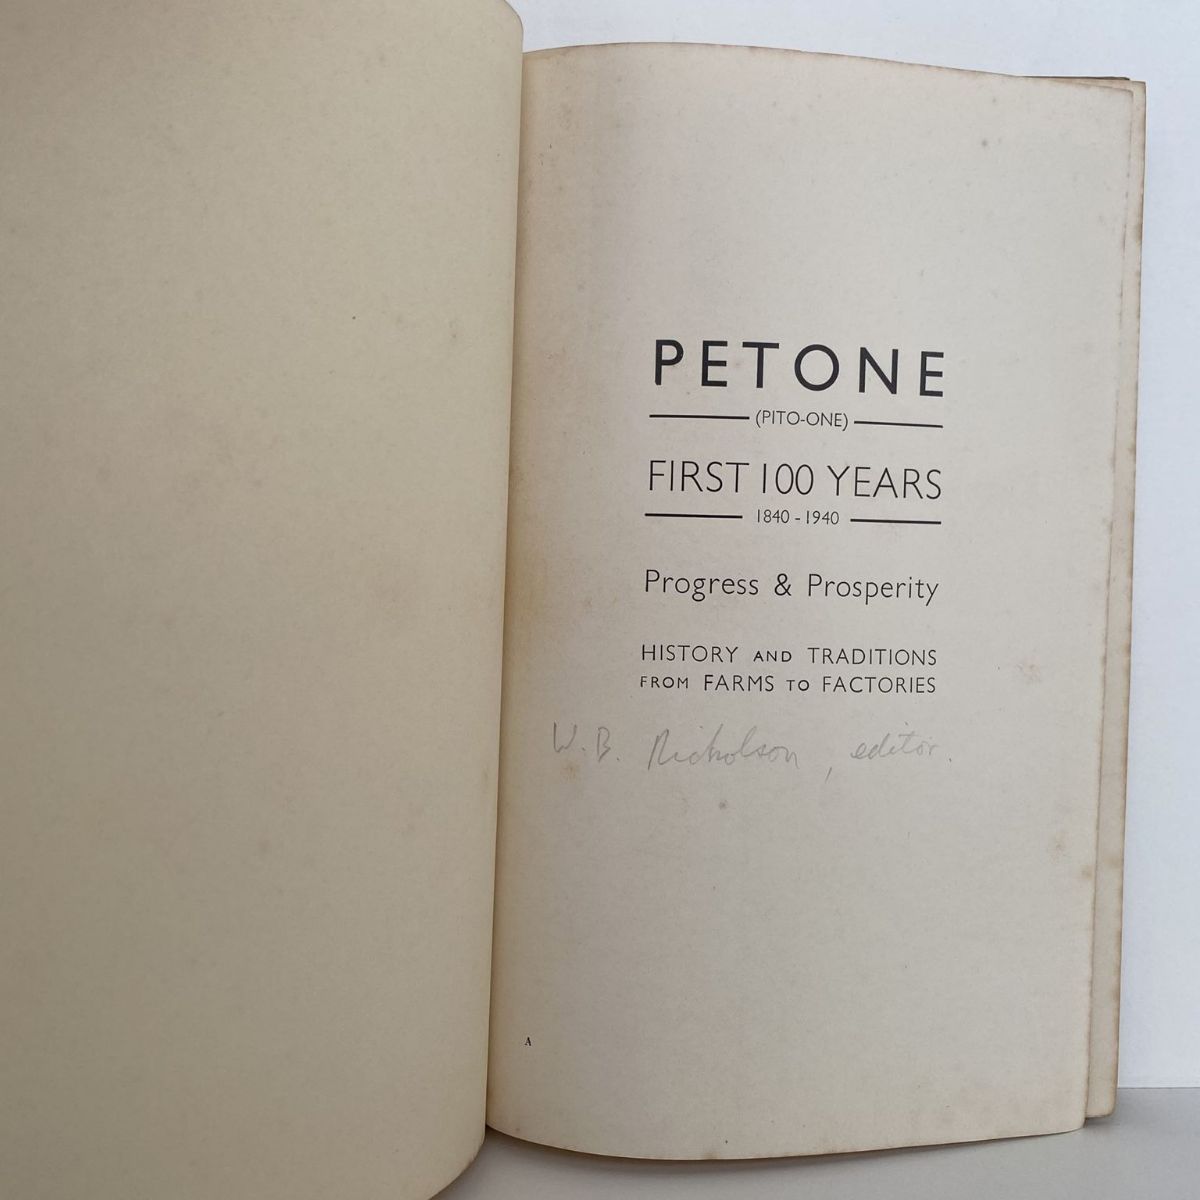 PETONE
(PITO-ONE)
FIRST 100 YEARS
1840 - 1940
Progress & Prosperity
HISTORY AND TRADITIONS
FROM FARMS TO FACTORIES
W. B. Nicholson, editor.
A